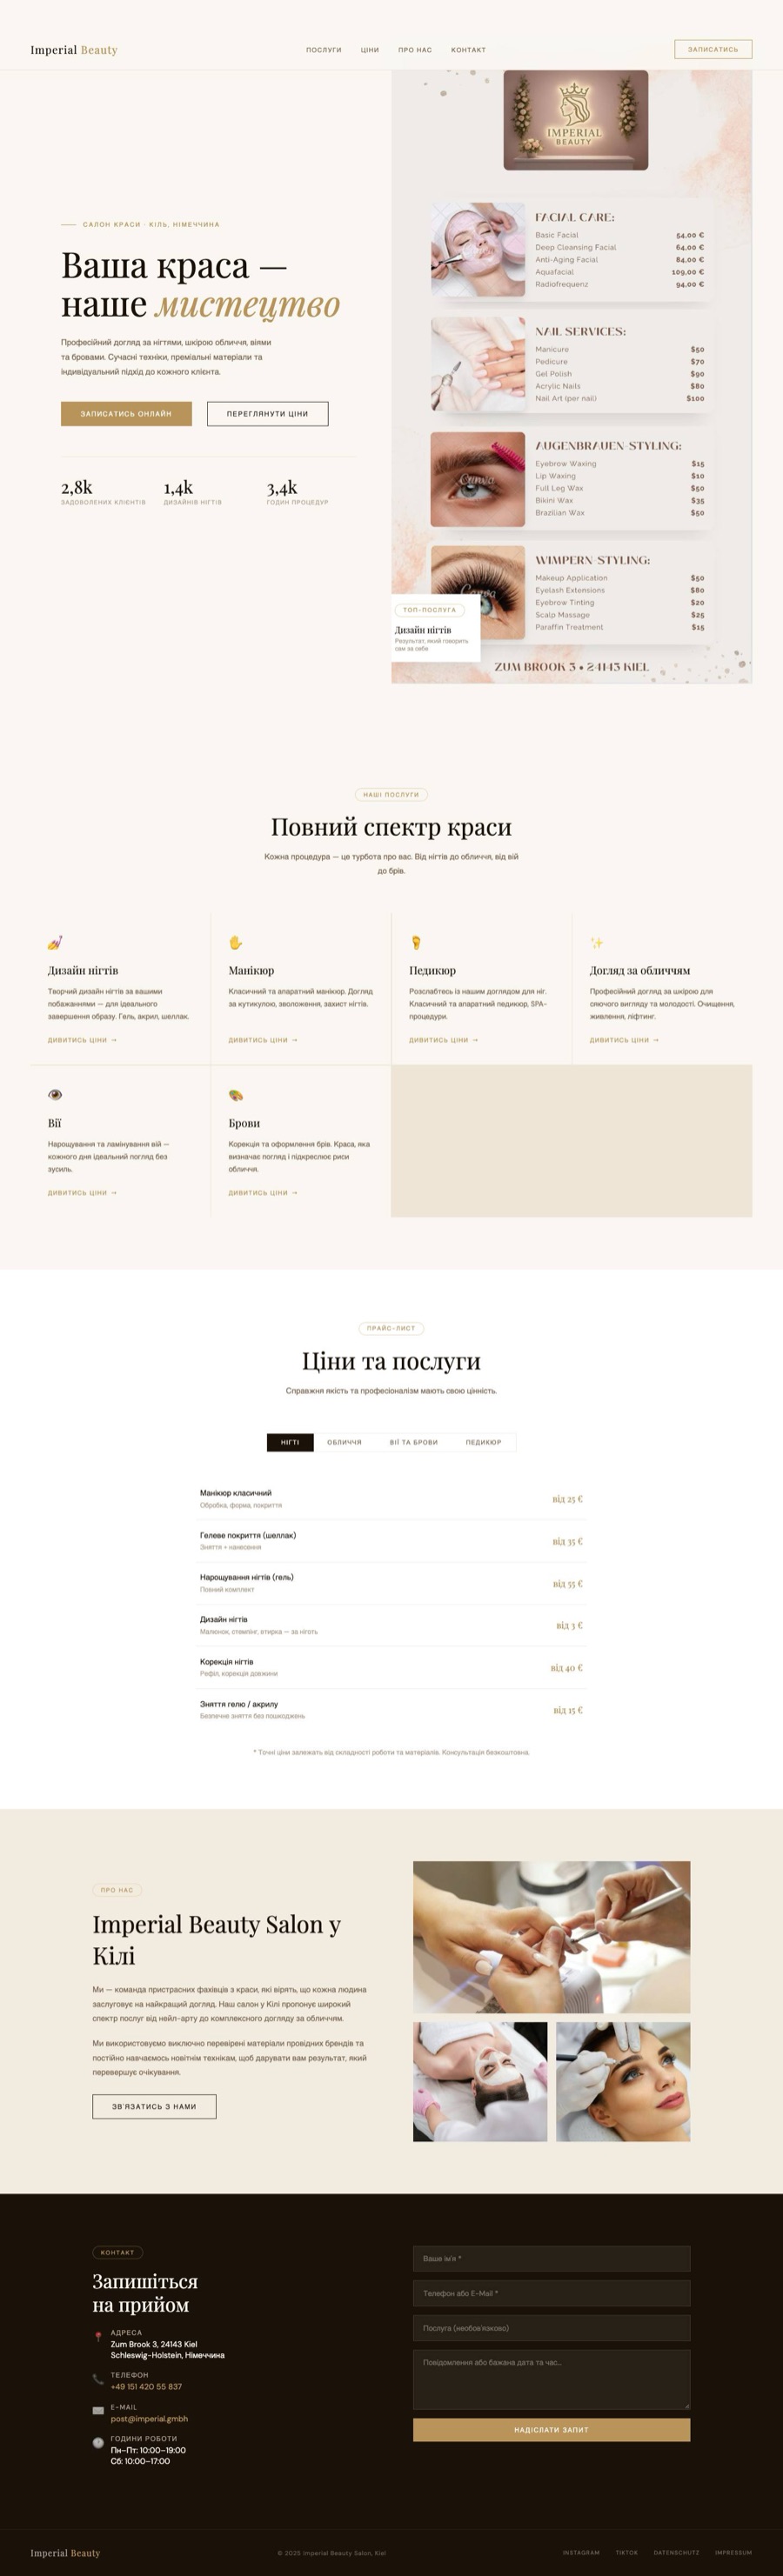 Imperial Beauty
ПОСЛУГИ
ЦІНИ
ПРО НАС
КОНТАКТ
ЗАПИСАТИСЬ
САЛОН КРАСИ · КІЛЬ, НІМЕЧЧИНА
Ваша краса —
наше мистецтво
Професійний догляд за нігтями, шкірою обличчя, віями
та бровами. Сучасні техніки, преміальні матеріали та
індивідуальний підхід до кожного клієнта.
ЗАПИСАТИСЬ ОНЛАЙН
ПЕРЕГЛЯНУТИ ЦІНИ
2,8k
ЗАДОВОЛЕНИХ КЛІЄНТІВ
1,4k
ДИЗАЙНІВ НІГТІВ
3,4k
ГОДИН ПРОЦЕДУР
IMPERIAL
BEAUTY
FACIAL CARE:
Basic Facial 54,00 €
Deep Cleansing Facial 64,00 €
Anti-Aging Facial 84,00 €
Aquafacial 109,00 €
Radiofrequenz 94,00 €
NAIL SERVICES:
Manicure $50
Pedicure $70
Gel Polish $90
Acrylic Nails $80
Nail Art (per nail) $100
AUGENBRAUEN-STYLING:
Eyebrow Waxing $15
Lip Waxing $10
Full Leg Wax $50
Bikini Wax $35
Brazilian Wax $50
Canva
WIMPERN-STYLING:
Makeup Application $50
Eyelash Extensions $80
Eyebrow Tinting $20
Scalp Massage $25
Paraffin Treatment $15
Canva
ТОП-ПОСЛУГА
Дизайн нігтів
Результат, який говорить
сам за себе
ZUM BROOK 3 • 24143 KIEL
НАШІ ПОСЛУГИ
Повний спектр краси
Кожна процедура — це турбота про вас. Від нігтів до обличчя, від вій
до брів.
💅
Дизайн нігтів
Творчий дизайн нігтів за вашими
побажаннями — для ідеального
завершення образу. Гель, акрил, шеллак.
ДИВИТИСЬ ЦІНИ →
✋
Манікюр
Класичний та апаратний манікюр. Догляд
за кутикулою, зволоження, захист нігтів.
ДИВИТИСЬ ЦІНИ →
🦶
Педикюр
Розслабтесь із нашим доглядом для ніг.
Класичний та апаратний педикюр, SPA-
процедури.
ДИВИТИСЬ ЦІНИ →
✨
Догляд за обличчям
Професійний догляд за шкірою для
сяючого вигляду та молодості. Очищення,
живлення, ліфтинг.
ДИВИТИСЬ ЦІНИ →
👁
Вії
Нарощування та ламінування вій —
кожного дня ідеальний погляд без
зусиль.
ДИВИТИСЬ ЦІНИ →
🎨
Брови
Корекція та оформлення брів. Краса, яка
визначає погляд і підкреслює риси
обличчя.
ДИВИТИСЬ ЦІНИ →
ПРАЙС-ЛИСТ
Ціни та послуги
Справжня якість та професіоналізм мають свою цінність.
НІГТІ
ОБЛИЧЧЯ
ВІЇ ТА БРОВИ
ПЕДИКЮР
Манікюр класичний
Обробка, форма, покриття
від 25 €
Гелеве покриття (шеллак)
Зняття + нанесення
від 35 €
Нарощування нігтів (гель)
Повний комплект
від 55 €
Дизайн нігтів
Малюнок, стемпінг, втирка — за ніготь
від 3 €
Корекція нігтів
Рефіл, корекція довжини
від 40 €
Зняття гелю / акрилу
Безпечне зняття без пошкоджень
від 15 €
* Точні ціни залежать від складності роботи та матеріалів. Консультація безкоштовна.
ПРО НАС
Imperial Beauty Salon у
Кілі
Ми — команда пристрасних фахівців з краси, які вірять, що кожна людина
заслуговує на найкращий догляд. Наш салон у Кілі пропонує широкий
спектр послуг від нейл-арту до комплексного догляду за обличчям.
Ми використовуємо виключно перевірені матеріали провідних брендів та
постійно навчаємось новітнім технікам, щоб дарувати вам результат, який
перевершує очікування.
ЗВ'ЯЗАТИСЬ З НАМИ
КОНТАКТ
Запишіться
на прийом
АДРЕСА
Zum Brook 3, 24143 Kiel
Schleswig-Holstein, Німеччина
ТЕЛЕФОН
+49 151 420 55 837
E-MAIL
post@imperial.gmbh
ГОДИНИ РОБОТИ
Пн–Пт: 10:00–19:00
Сб: 10:00–17:00
Ваше ім'я *
Телефон або E-Mail *
Послуга (необов'язково)
Повідомлення або бажана дата та час...
НАДІСЛАТИ ЗАПИТ
Imperial Beauty
© 2025 Imperial Beauty Salon, Kiel
INSTAGRAM
TIKTOK
DATENSCHUTZ
IMPRESSUM